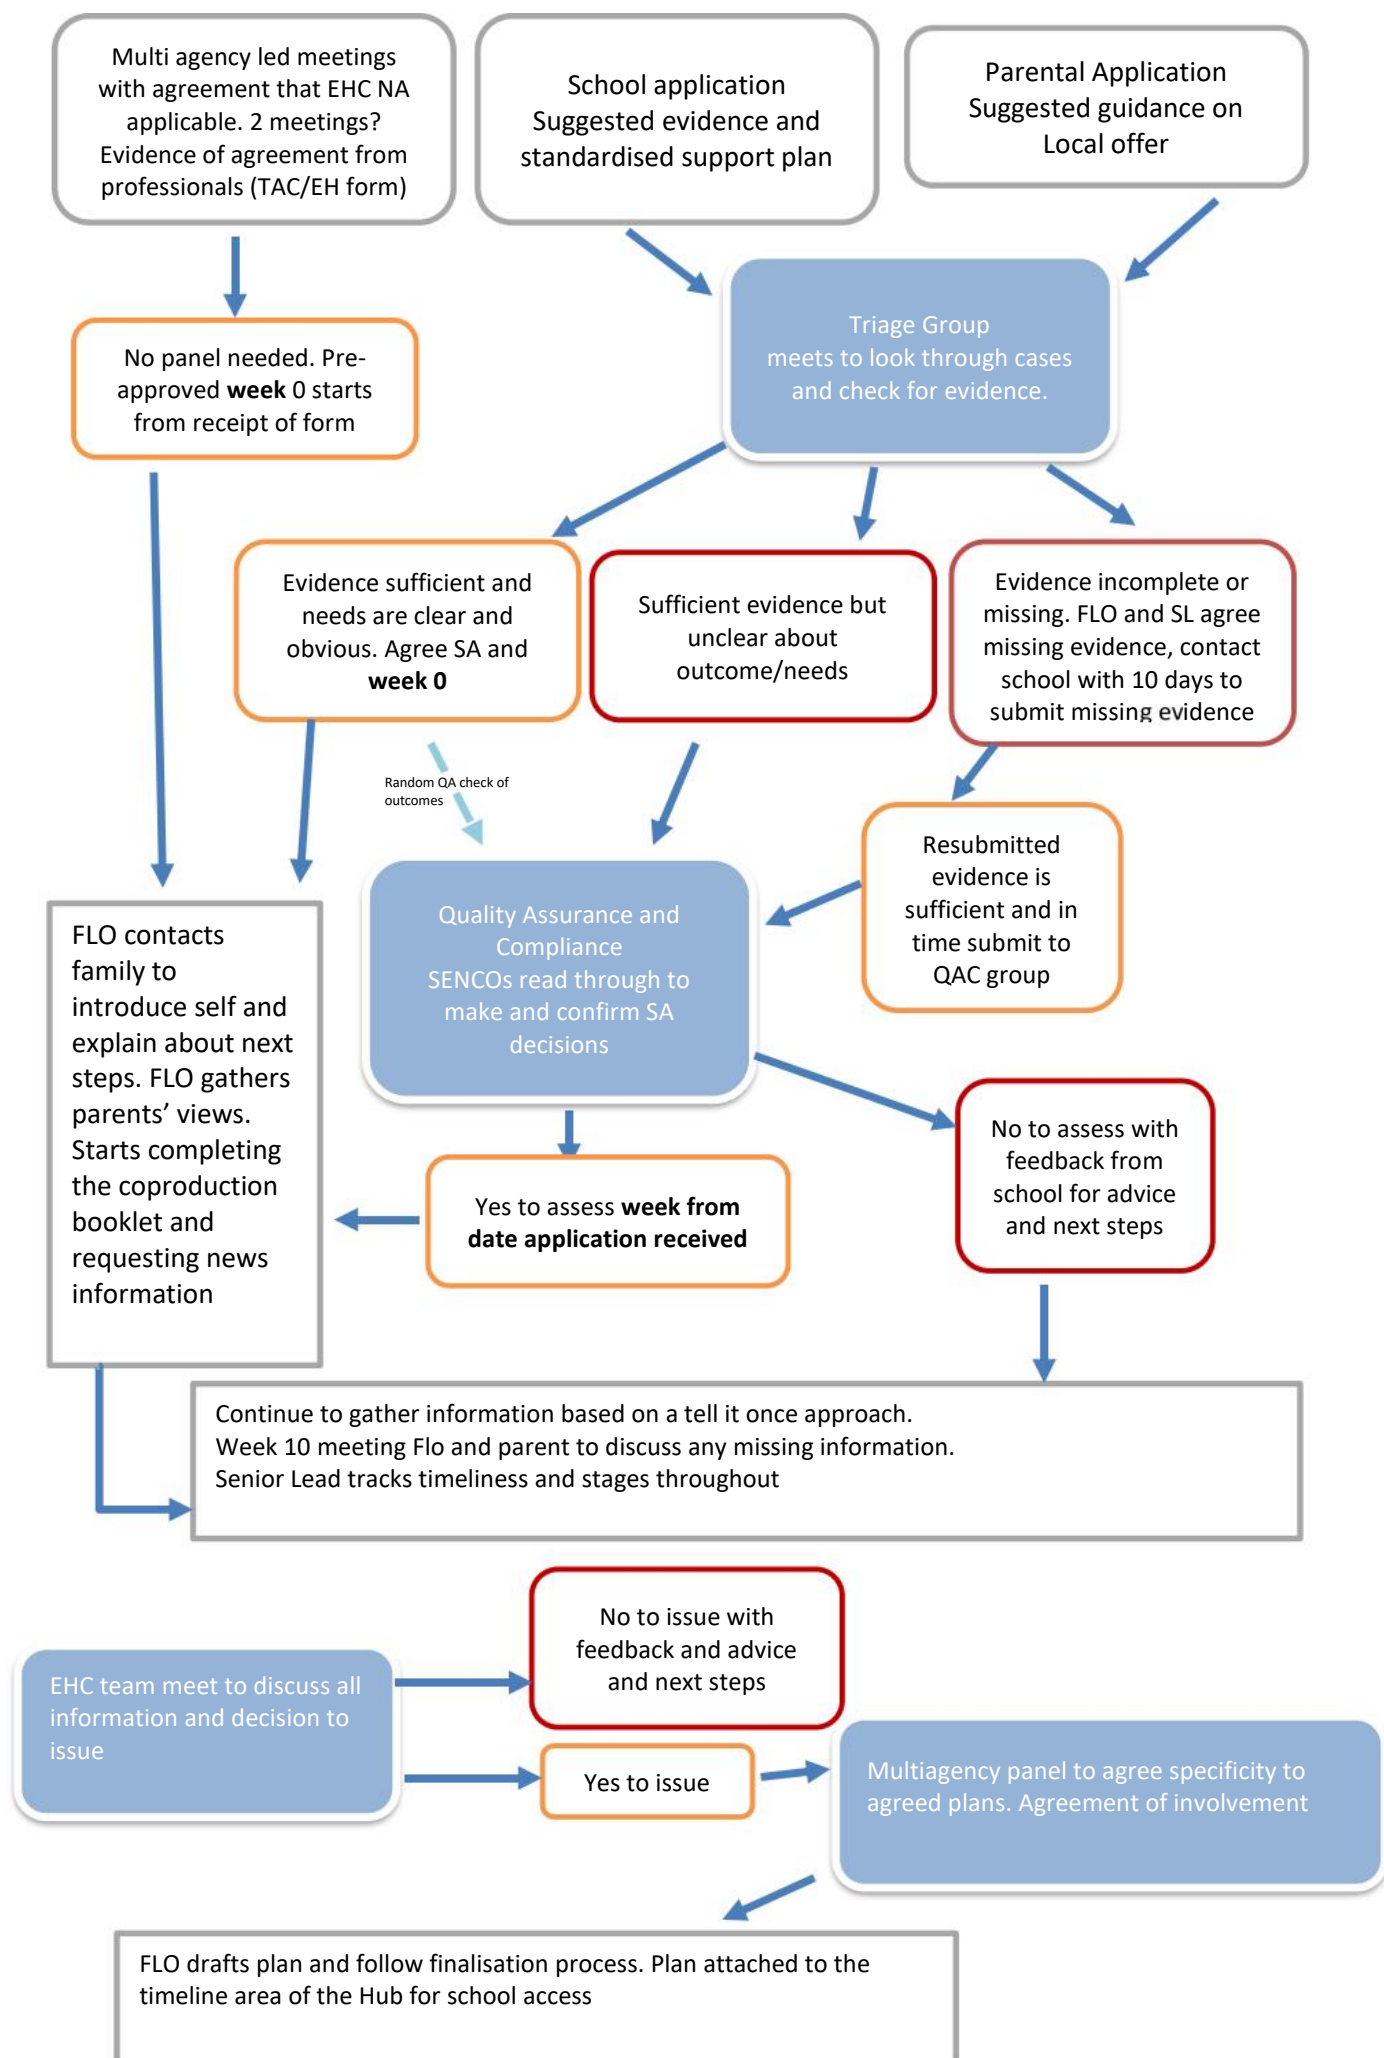 Multi agency led meetings
with agreement that EHC NA
applicable. 2 meetings?
Evidence of agreement from
professionals (TAC/EH form)
School application
Suggested evidence and
standardised support plan
Parental Application
Suggested guidance on
Local offer
No panel needed. Pre-
approved week 0 starts
from receipt of form
Triage Group
meets to look through cases
and check for evidence.
Evidence sufficient and
needs are clear and
obvious. Agree SA and
week 0
Sufficient evidence but
unclear about
outcome/needs
Evidence incomplete or
missing. FLO and SL agree
missing evidence, contact
school with 10 days to
submit missing evidence
Random QA check of
outcomes
Resubmitted
evidence is
sufficient and in
time submit to
QAC group
Quality Assurance and
Compliance
SENCOs read through to
make and confirm SA
decisions
FLO contacts
family to
introduce self and
explain about next
steps. FLO gathers
parents’ views.
Starts completing
the coproduction
booklet and
requesting news
information
Yes to assess week from
date application received
No to assess with
feedback from
school for advice
and next steps
Continue to gather information based on a tell it once approach.
Week 10 meeting Flo and parent to discuss any missing information.
Senior Lead tracks timeliness and stages throughout
No to issue with
feedback and advice
and next steps
EHC team meet to discuss all
information and decision to
issue
Yes to issue
Multiagency panel to agree specificity to
agreed plans. Agreement of involvement
FLO drafts plan and follow finalisation process. Plan attached to the
timeline area of the Hub for school access